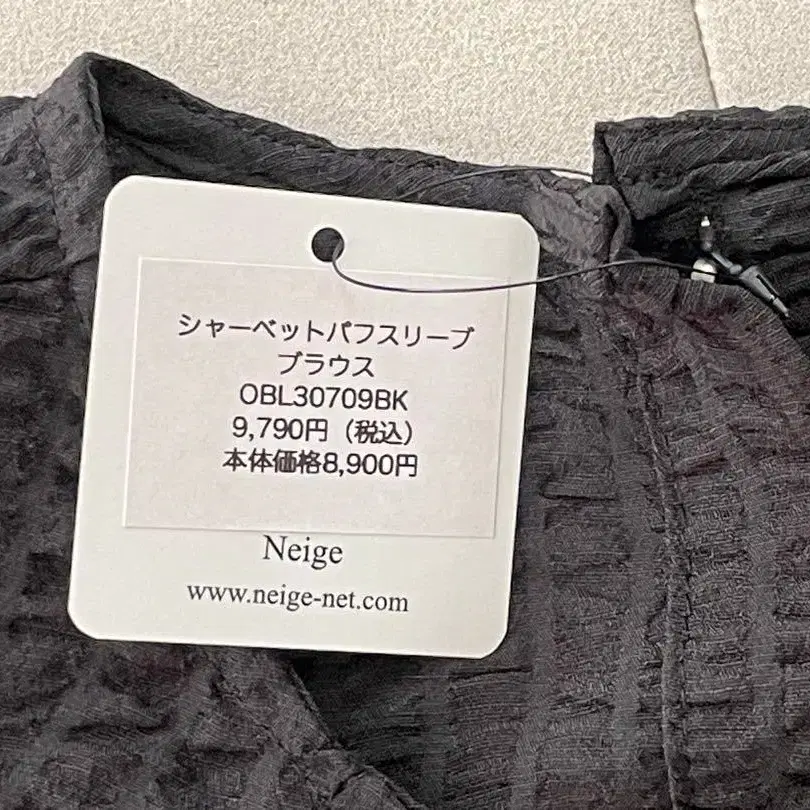 シャーベットパフスリーブ
ブラウス
OBL30709BK
9,790円（税込）
本体価格8,900円
Neige
www.neige-net.com